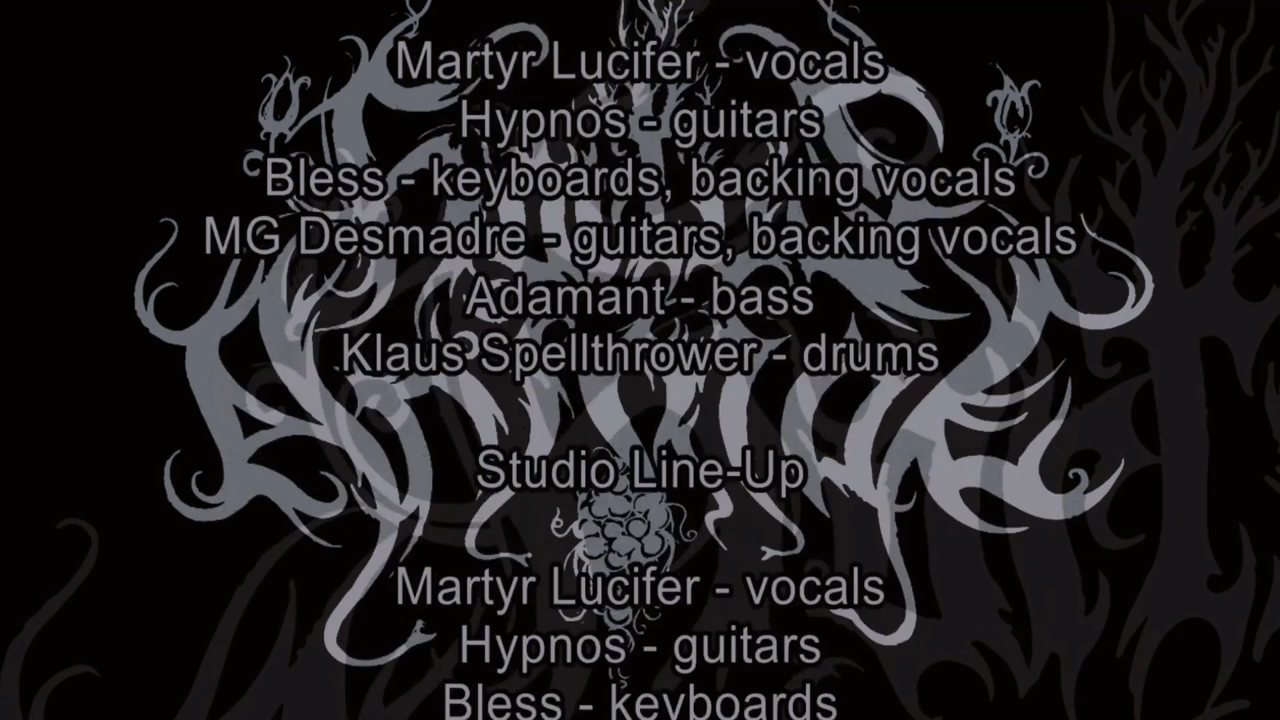 Martyr Lucifer - vocals
Hypnos - guitars
Bless - keyboards, backing vocals
MG Desmadre - guitars, backing vocals
Adamant - bass
Klaus Spellthrower - drums
Studio Line-Up
Martyr Lucifer - vocals
Hypnos - guitars
Bless - keyboards